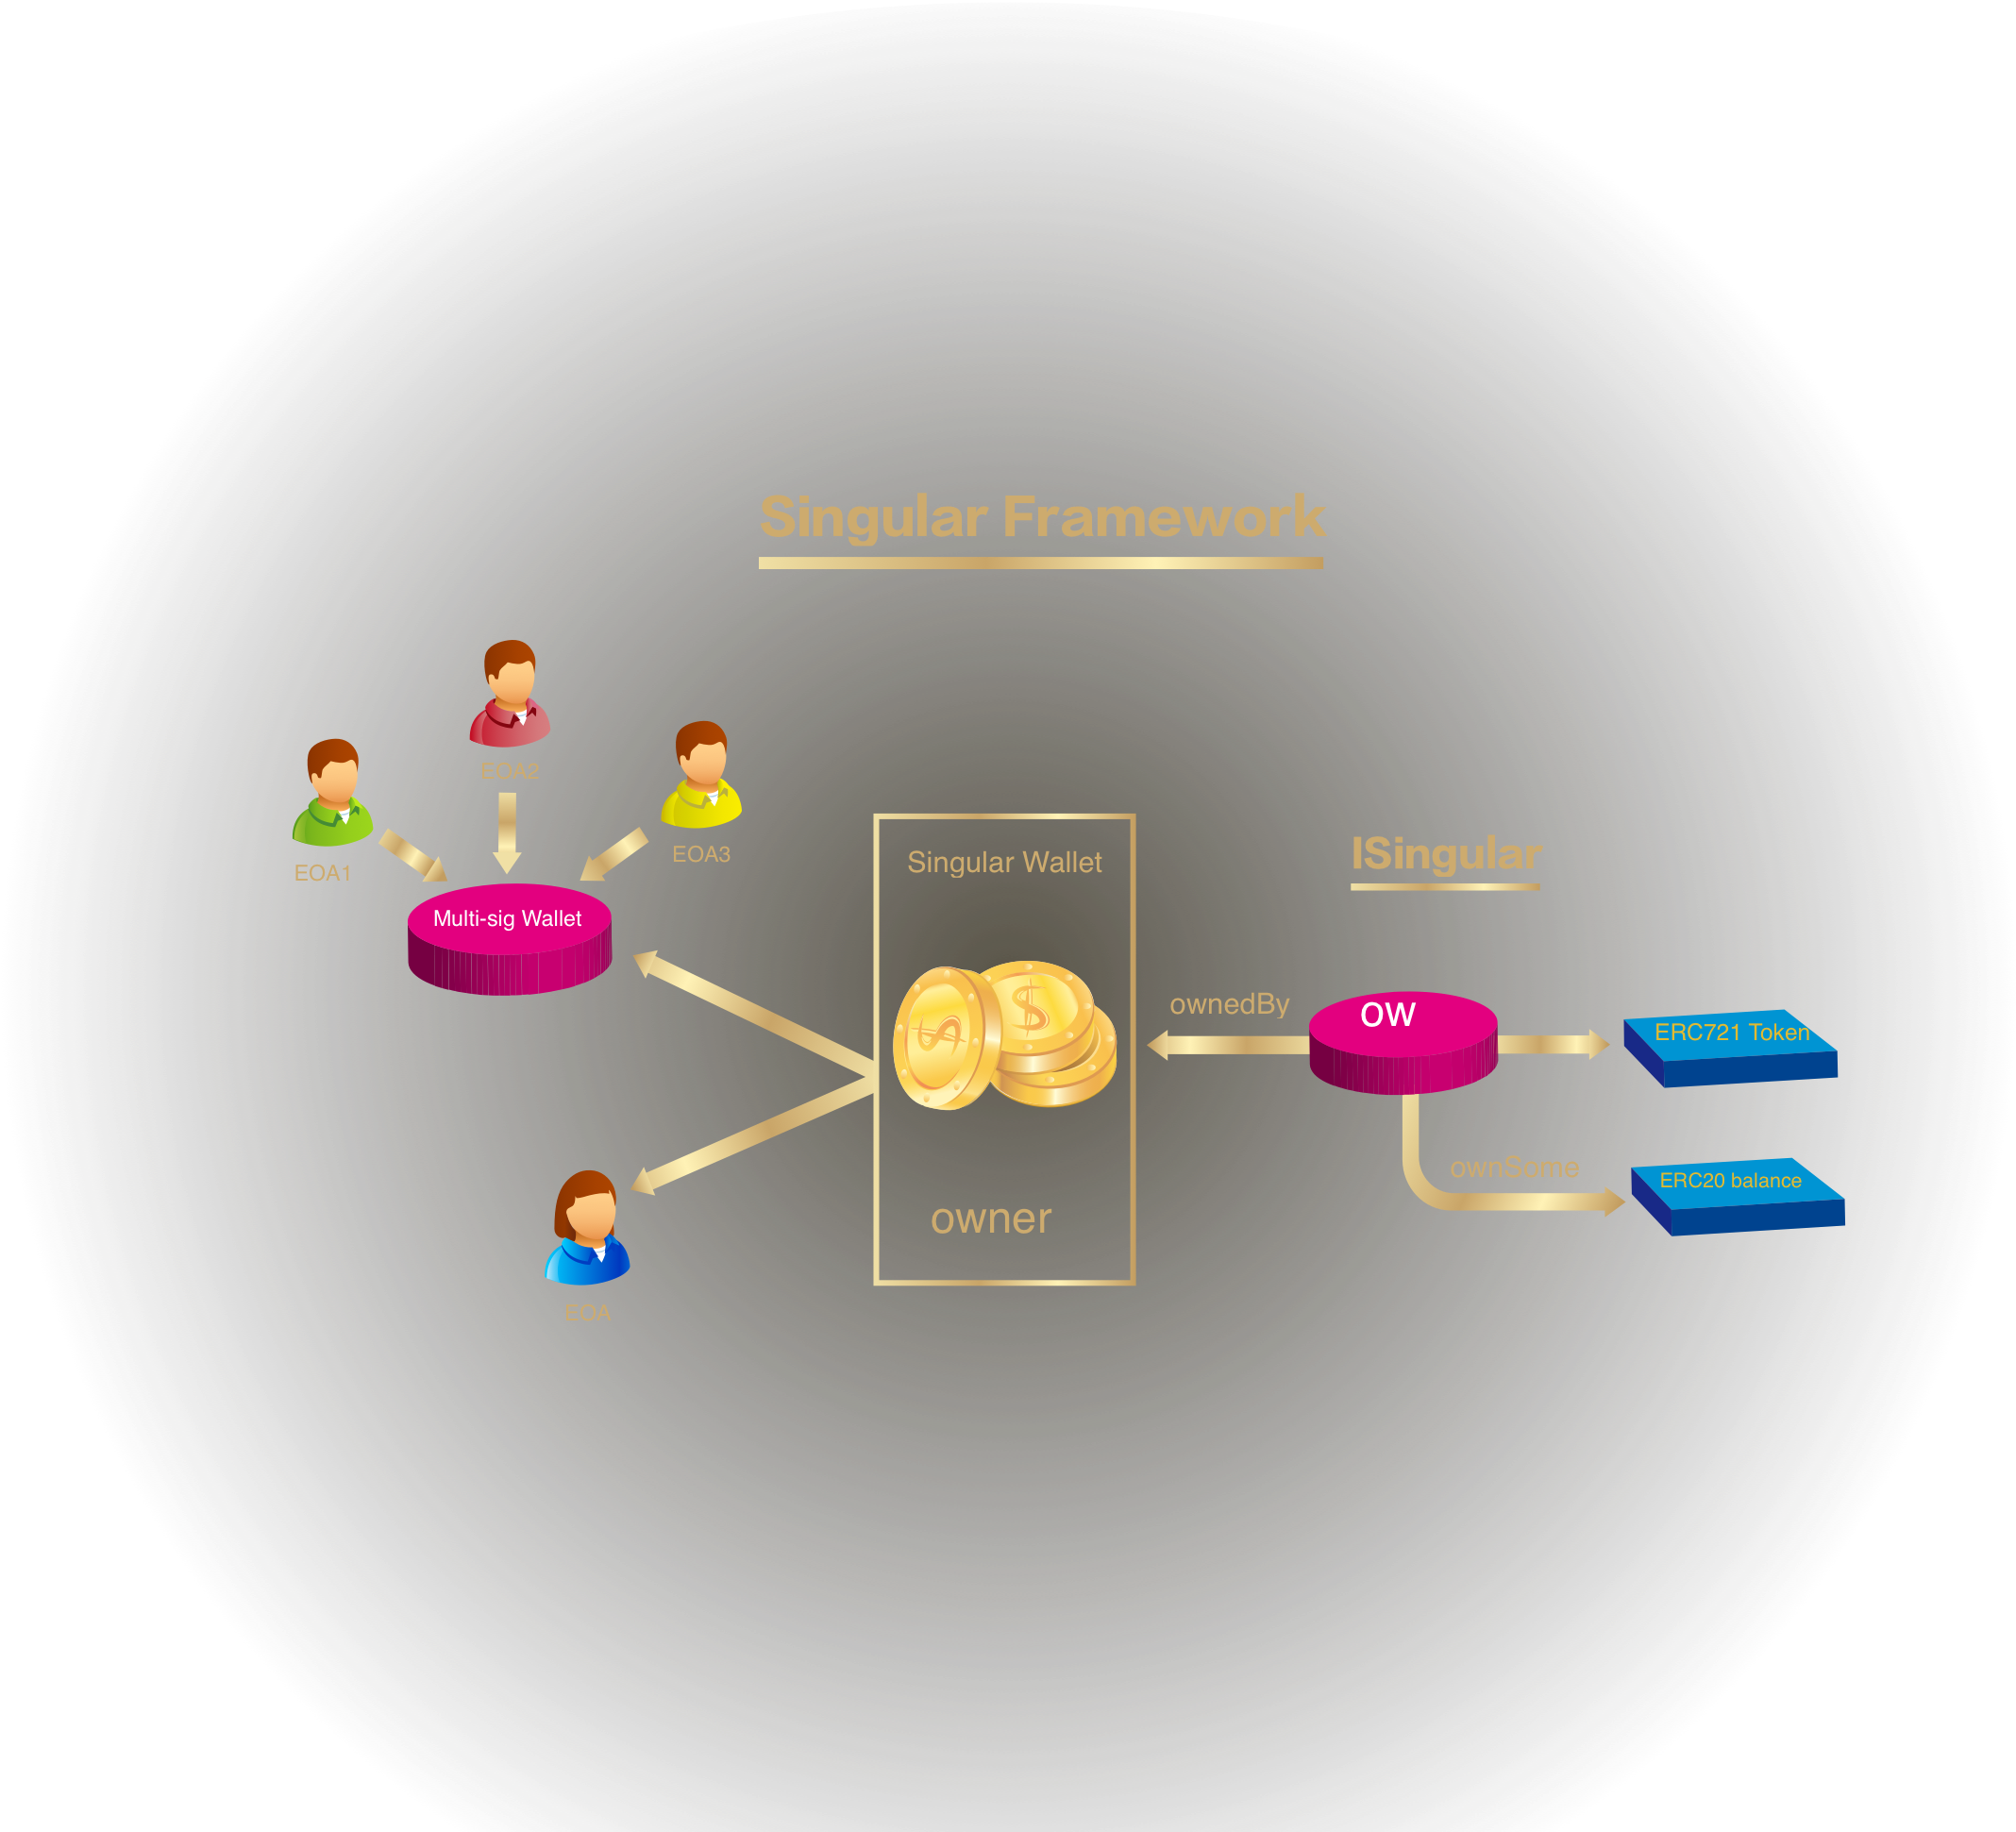 Singular Framework
EOA2
EOA1
EOA3
Multi-sig Wallet
EOA
Singular Wallet
owner
ISingular
ownedBy
OW
ERC721 Token
ownSome
ERC20 balance